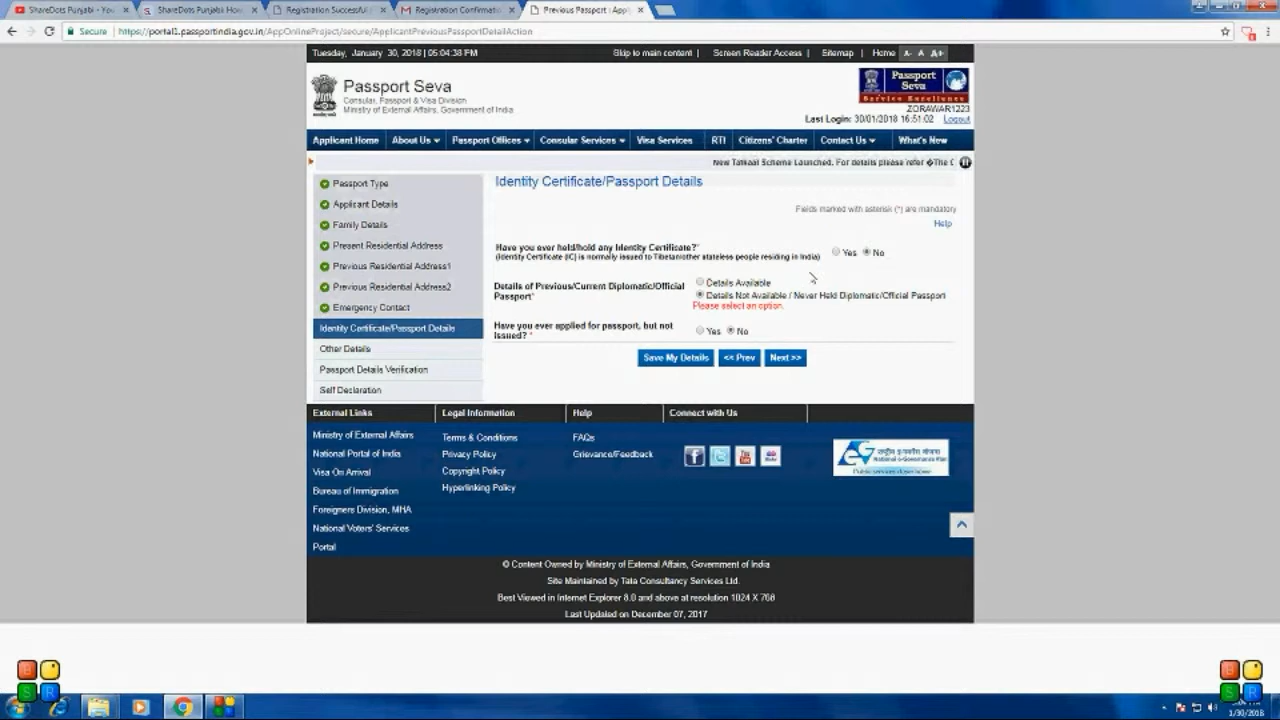 ShareDots Punjabi - You
ShareDots Punjabi: How
Registration Successful
Registration Confirmatio
Previous Passport | Appl
Secure https://portal1.passportindia.gov.in/AppOnlineProject/secure/ApplicantPreviousPassportDetailAction
Tuesday, January 30, 2018 | 05:04:38 PM
Skip to main content | Screen Reader Access | Sitemap | Home A- A A+
Passport Seva
Consular, Passport & Visa Division
Ministry of External Affairs, Government of India
Passport
Seva
Service Excellence
ZORAWAR1223
Last Login: 30/01/2018 16:51:02 Logout
Applicant Home About Us Passport Offices Consular Services Visa Services RTI Citizens' Charter Contact Us What's New
New Tatkaal Scheme Launched. For details please refer �The C
Passport Type
Applicant Details
Family Details
Present Residential Address
Previous Residential Address1
Previous Residential Address2
Emergency Contact
Identity Certificate/Passport Details
Other Details
Passport Details Verification
Self Declaration
Identity Certificate/Passport Details
Fields marked with asterisk (*) are mandatory
Help
Have you ever held/hold any Identity Certificate?* Yes No
(Identity Certificate (IC) is normally issued to Tibetan/other stateless people residing in India)
Details of Previous/Current Diplomatic/Official Passport*
Details Available
Details Not Available / Never Held Diplomatic/Official Passport
Please select an option.
Have you ever applied for passport, but not
issued? * Yes No
Save My Details << Prev Next >>
External Links
Ministry of External Affairs
National Portal of India
Visa On Arrival
Bureau of Immigration
Foreigners Division, MHA
National Voters' Services
Portal
Legal Information
Terms & Conditions
Privacy Policy
Copyright Policy
Hyperlinking Policy
Help
FAQs
Grievance/Feedback
Connect with Us
राष्ट्रीय ई-गवर्नेंस योजना
National e-Governance Plan
Public services closer home
© Content Owned by Ministry of External Affairs, Government of India
Site Maintained by Tata Consultancy Services Ltd.
Best Viewed in Internet Explorer 8.0 and above at resolution 1024 X 768
Last Updated on December 07, 2017
B
S R
B
S R
1/30/2018